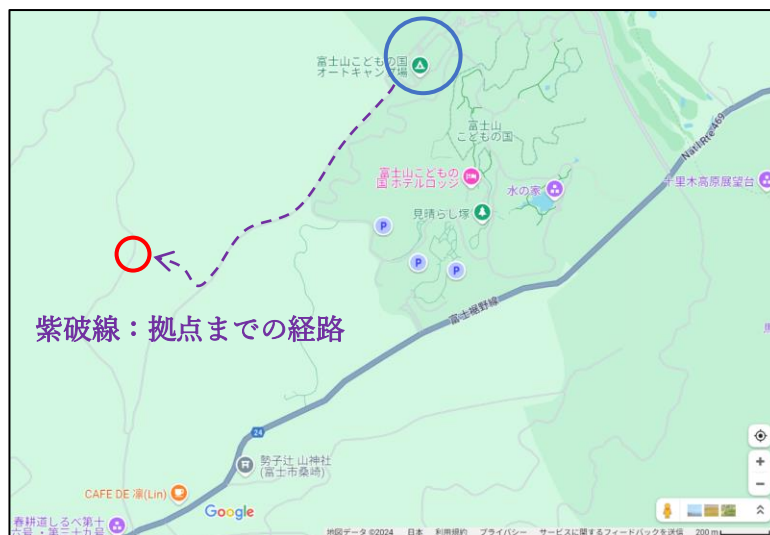 富士山こどもの国
オートキャンプ場
富士山
こどもの国
Nat'l Rte 469
富士山こどもの
国 ホテルロッジ
水の家
十里木高原展望台
見晴らし塚
P
P
P
紫破線：拠点までの経路
富士裾野線
24
勢子辻 山神社
(富士市桑崎)
CAFE DE 凛(Lin)
Google
春耕道しるべ第十
六号・第三十九号
地図データ ©2024 日本 利用規約 プライバシー サービスに関するフィードバックを送信 200 m